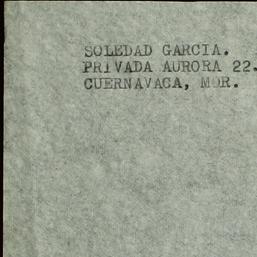 SOLEDAD GARCIA.
PRIVADA AURORA 22.
CUERNAVACA, MOR.